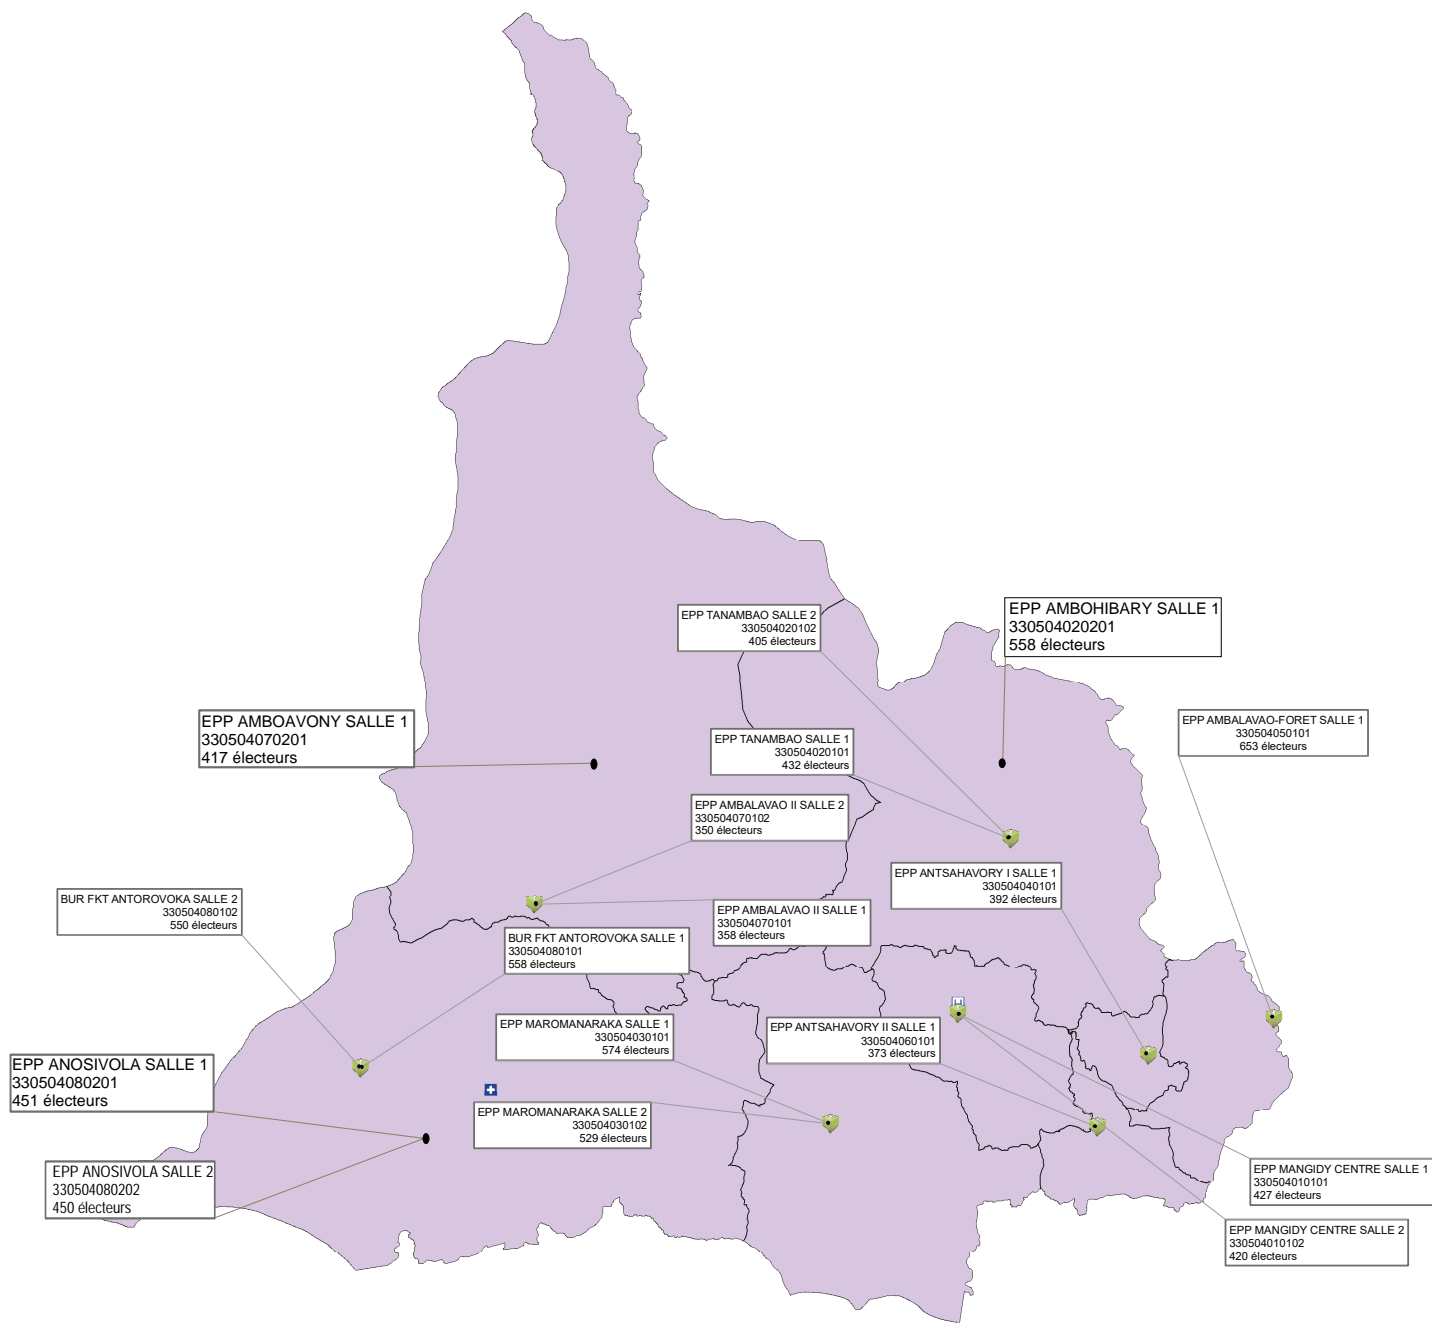 EPP TANAMBAO SALLE 2
330504020102
405 électeurs
EPP AMBOHIBARY SALLE 1
330504020201
558 électeurs
EPP AMBOAVONY SALLE 1
330504070201
417 électeurs
EPP TANAMBAO SALLE 1
330504020101
432 électeurs
EPP AMBALAVAO-FORET SALLE 1
330504050101
653 électeurs
EPP AMBALAVAO II SALLE 2
330504070102
350 électeurs
EPP ANTSAHAVORY I SALLE 1
330504040101
392 électeurs
BUR FKT ANTOROVOKA SALLE 2
330504080102
550 électeurs
EPP AMBALAVAO II SALLE 1
330504070101
358 électeurs
BUR FKT ANTOROVOKA SALLE 1
330504080101
558 électeurs
H
EPP MAROMANARAKA SALLE 1
330504030101
574 électeurs
EPP ANTSAHAVORY II SALLE 1
330504060101
373 électeurs
EPP ANOSIVOLA SALLE 1
330504080201
451 électeurs
EPP MAROMANARAKA SALLE 2
330504030102
529 électeurs
EPP ANOSIVOLA SALLE 2
330504080202
450 électeurs
EPP MANGIDY CENTRE SALLE 1
330504010101
427 électeurs
EPP MANGIDY CENTRE SALLE 2
330504010102
420 électeurs